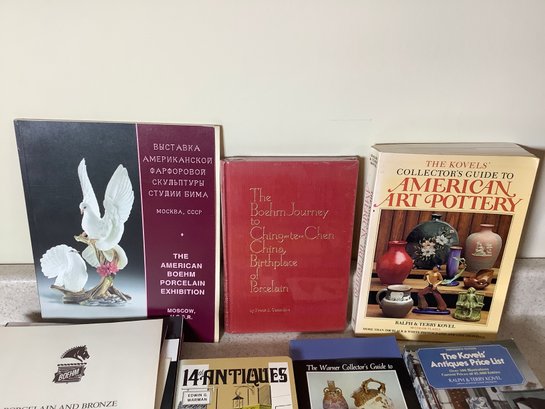 ВЫСТАВКА
АМЕРИКАНСКОЙ
ФАРФОРОВОЙ
СКУЛЬПТУРЫ
СТУДИИ БИМА
МОСКВА, СССР
THE
AMERICAN
BOEHM
PORCELAIN
EXHIBITION
MOSCOW,
The
Boehm Journey
to
Ching-te-Chen
China,
Birthplace
of
Porcelain
THE KOVELS'
COLLECTOR'S GUIDE TO
AMERICAN
ART POTTERY
RALPH & TERRY KOVEL
BOEHM
PORCELAIN AND BRONZE
14th ANTIQUES
EDWIN G.
WARMAN
The Warner Collector's Guide to
The Kovels'
Antiques Price List
RALPH & TERRY KOVEL